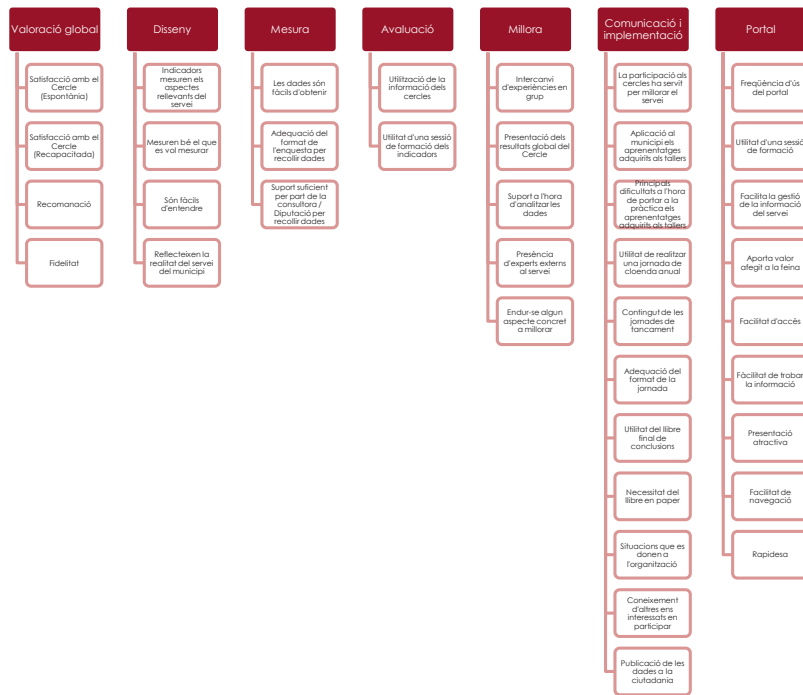 Valoració global
Satisfacció amb el
Cercle
(Espontània)
Satisfacció amb el
Cercle
(Recapacitada)
Recomanació
Fidelitat
Disseny
Indicadors
mesuren els
aspectes
rellevants del
servei
Mesuren bé el que
es vol mesurar
Són fàcils
d'entendre
Reflecteixen la
realitat del servei
del municipi
Mesura
Les dades són
fàcils d'obtenir
Adequació del
format de
l'enquesta per
recollir dades
Suport suficient
per part de la
consultora /
Diputació per
recollir dades
Avaluació
Utilització de la
informació dels
cercles
Utilitat d'una sessió
de formació dels
indicadors
Millora
Intercanvi
d'experiències en
grup
Presentació dels
resultats global del
Cercle
Suport a l'hora
d'analitzar les
dades
Presència
d'experts externs
al servei
Endur-se algun
aspecte concret
a millorar
Comunicació i
implementació
La participació als
cercles ha servit
per millorar el
servei
Aplicació al
municipi els
aprenentatges
adquirits als tallers
Principals
dificultats a l'hora
de portar a la
pràctica els
aprenentatges
adquirits als tallers
Utilitat de realitzar
una jornada de
cloenda anual
Contingut de les
jornades de
tancament
Adequació del
format de la
jornada
Utilitat del llibre
final de
conclusions
Necessitat del
llibre en paper
Situacions que es
donen a
l'organització
Coneixement
d'altres ens
interessats en
participar
Publicació de les
dades a la
ciutadania
Portal
Freqüència d'ús
del portal
Utilitat d'una sessió
de formació
Facilita la gestió
de la informació
del servei
Aporta valor
afegit a la feina
Facilitat d'accés
Fàcilitat de trobar
la informació
Presentació
atractiva
Facilitat de
navegació
Rapidesa